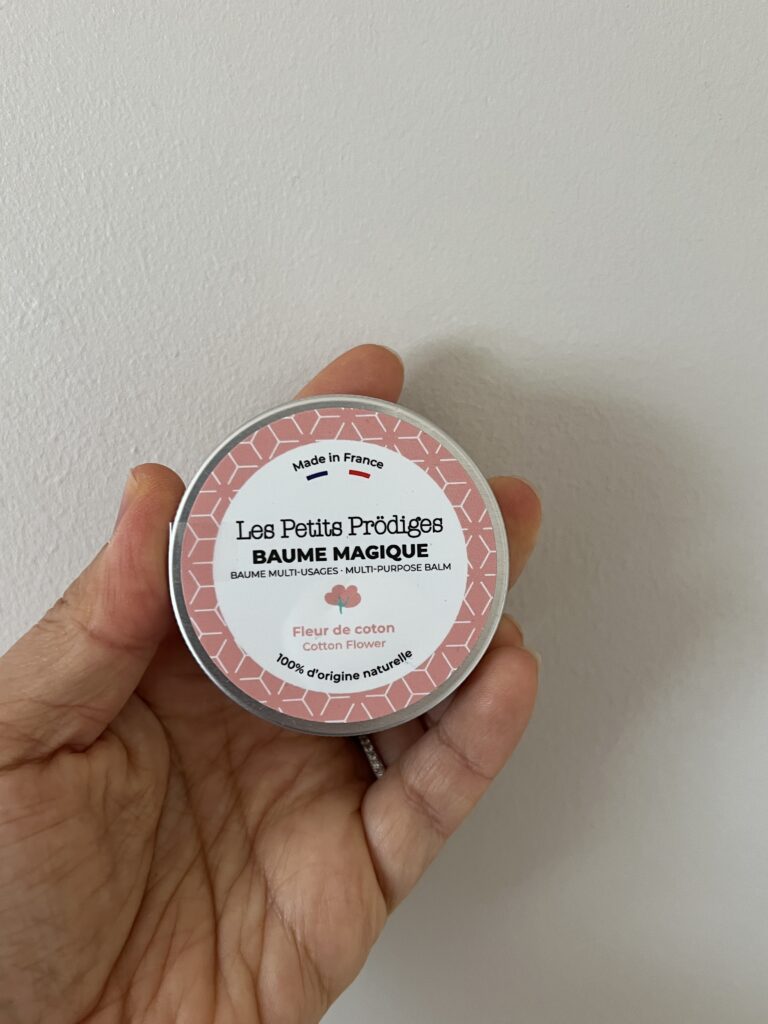 Made in France
Les Petits Prödiges
BAUME MAGIQUE
BAUME MULTI-USAGES · MULTI-PURPOSE BALM
Fleur de coton
Cotton Flower
100% d'origine naturelle